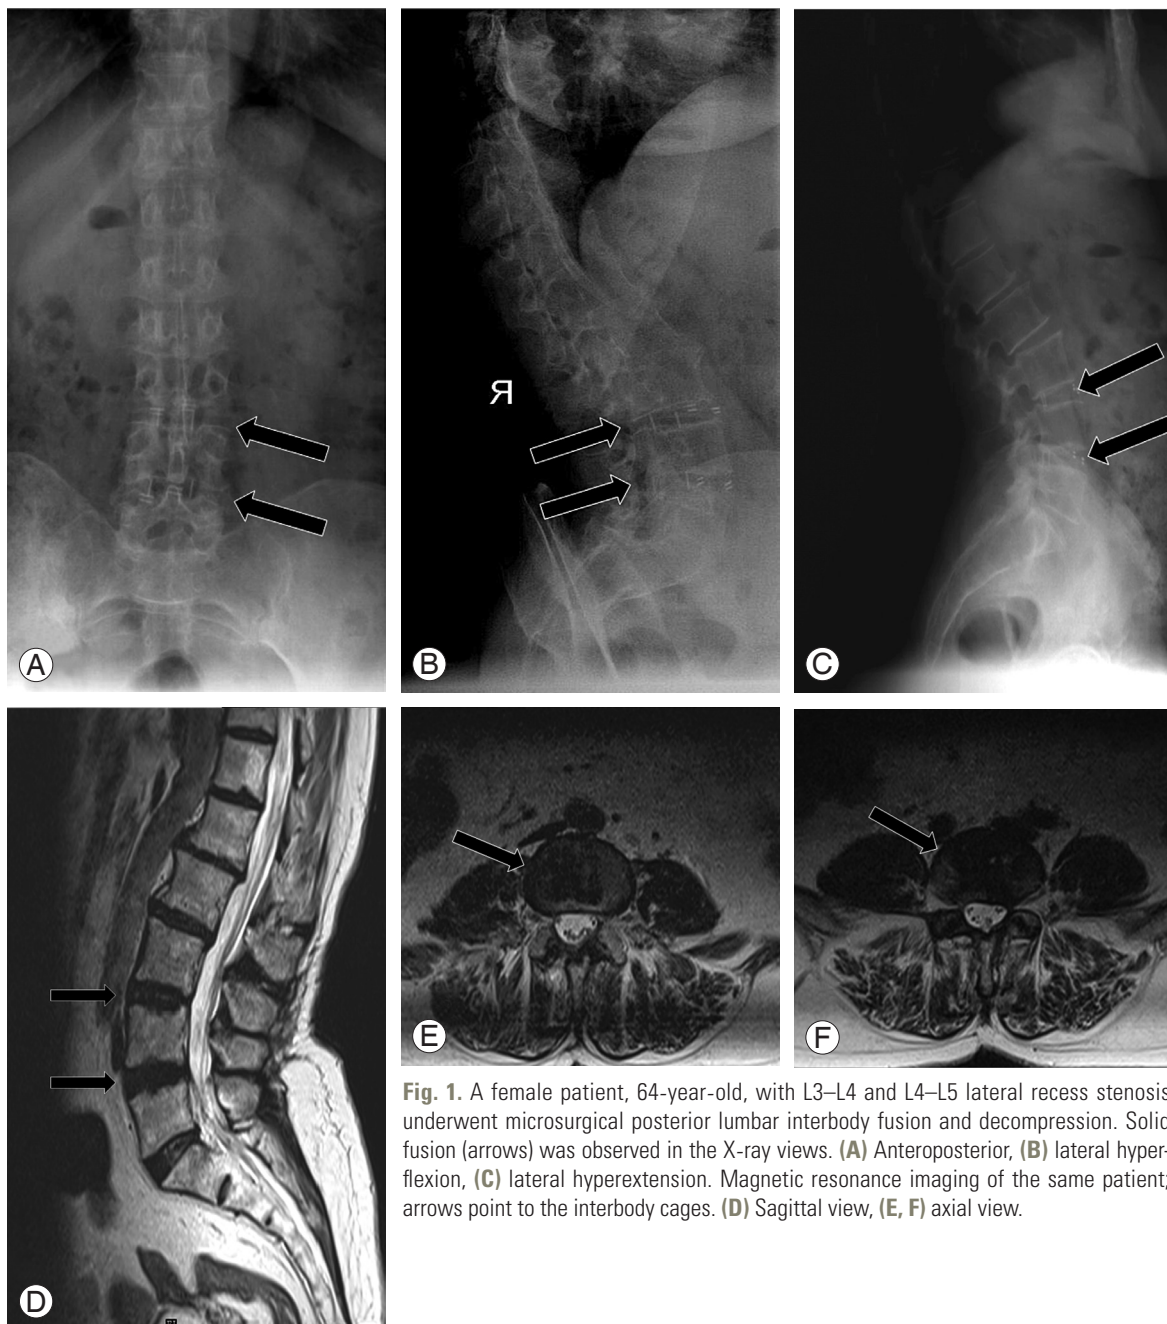 A
B
C
Я
D
E
F
Fig. 1. A female patient, 64-year-old, with L3–L4 and L4–L5 lateral recess stenosis
underwent microsurgical posterior lumbar interbody fusion and decompression. Solid
fusion (arrows) was observed in the X-ray views. (A) Anteroposterior, (B) lateral hyper-
flexion, (C) lateral hyperextension. Magnetic resonance imaging of the same patient;
arrows point to the interbody cages. (D) Sagittal view, (E, F) axial view.